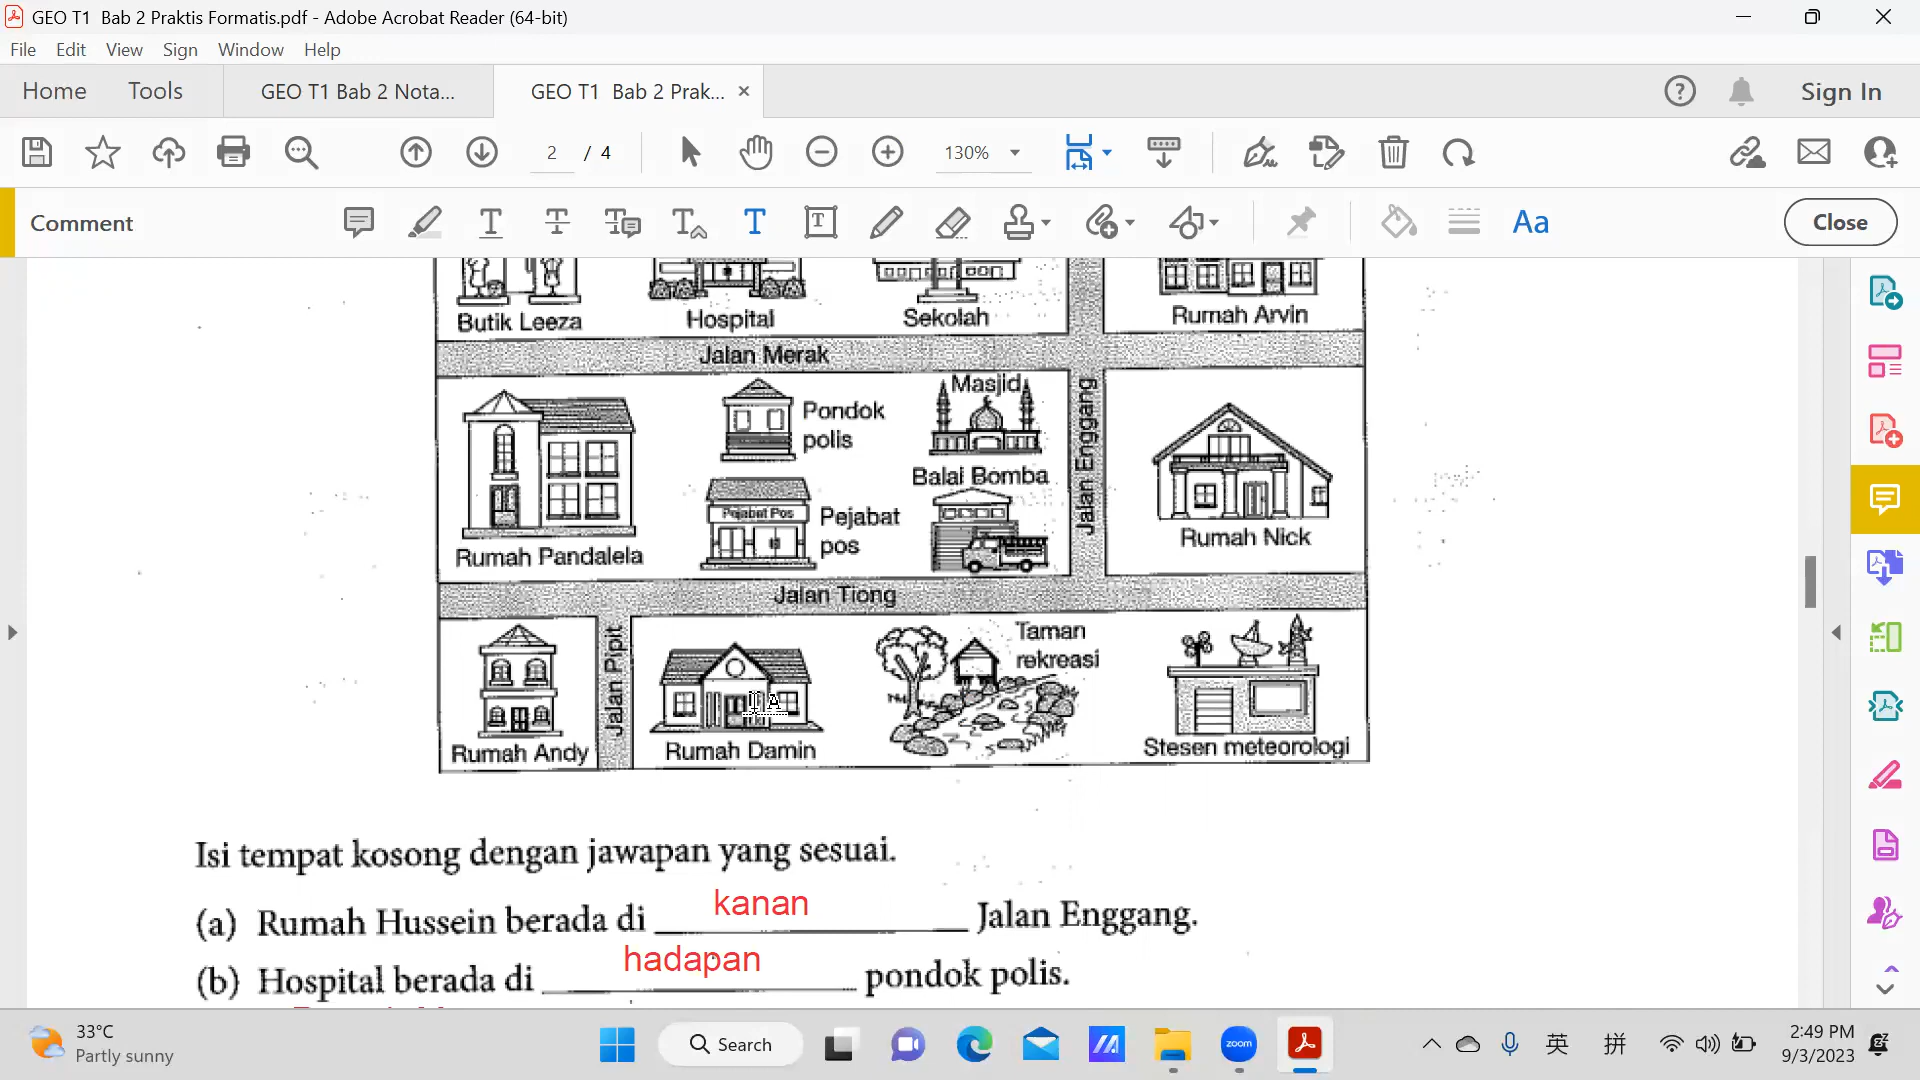 GEO T1 Bab 2 Praktis Formatis.pdf - Adobe Acrobat Reader (64-bit)
File Edit View Sign Window Help
Home Tools GEO T1 Bab 2 Nota... GEO T1 Bab 2 Prak... Sign In
2 / 4 130%
Comment Aa Close
Butik Leeza Hospital Sekolah Rumah Arvin
Jalan Merak
Masjid
Pondok
polis
Balai Bomba
Jalan Enggang
Pejabat Pos Pejabat
pos
Rumah Nick
Rumah Pandalela
Jalan Tiong
Jalan Pipit
Taman
rekreasi
Rumah Andy Rumah Damin Stesen meteorologi
Isi tempat kosong dengan jawapan yang sesuai.
(a) Rumah Hussein berada di kanan Jalan Enggang.
(b) Hospital berada di hadapan pondok polis.
33°C
Partly sunny
Search
zoom
英 拼
2:49 PM
9/3/2023